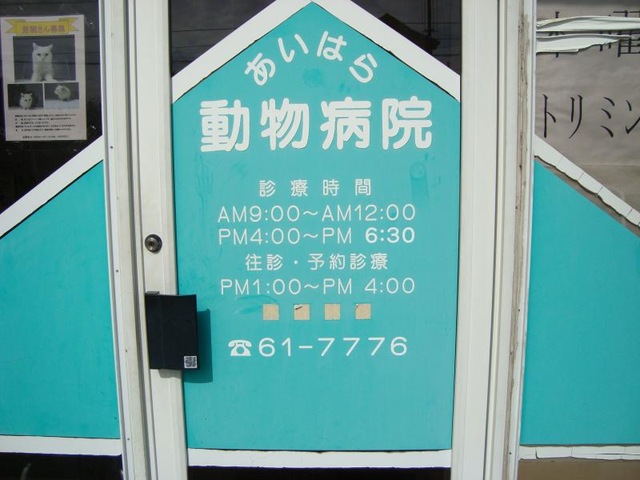 あいはら
動物病院
診療時間
AM9:00～AM12:00
PM4:00～PM 6:30
往診・予約診療
PM1:00～PM 4:00
☎61-7776
トリミン